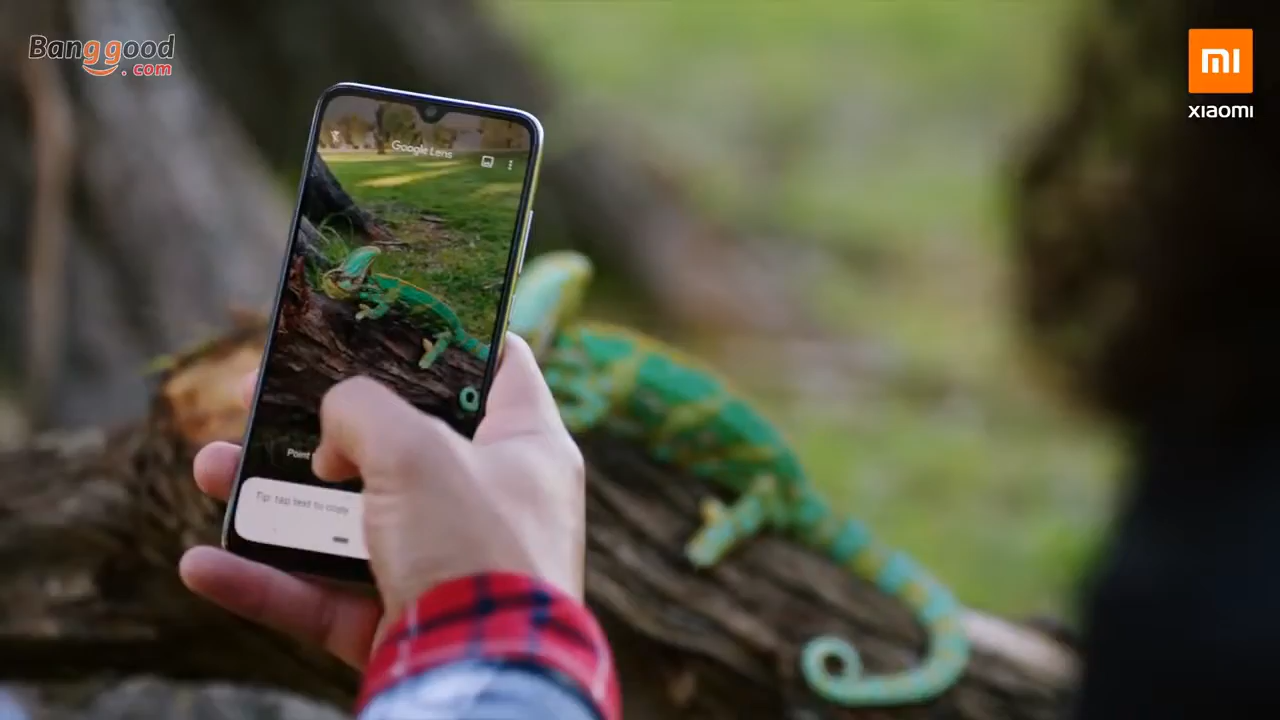 Banggood
.com
mi
XIAOMI
Google Lens
Point
Tip: tap text to copy